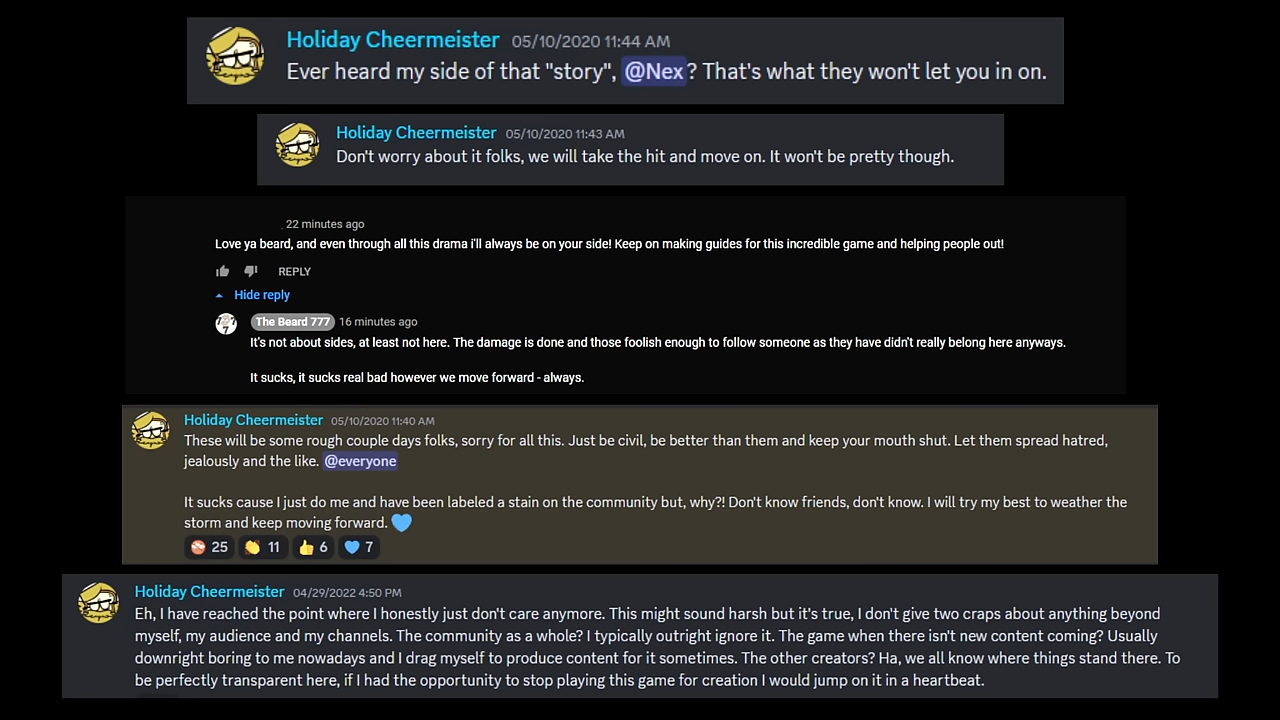 Holiday Cheermeister 05/10/2020 11:44 AM
Ever heard my side of that "story", @Nex? That's what they won't let you in on.
Holiday Cheermeister 05/10/2020 11:43 AM
Don't worry about it folks, we will take the hit and move on. It won't be pretty though.
22 minutes ago
Love ya beard, and even through all this drama i'll always be on your side! Keep on making guides for this incredible game and helping people out!
REPLY
Hide reply
The Beard 777 16 minutes ago
It's not about sides, at least not here. The damage is done and those foolish enough to follow someone as they have didn't really belong here anyways.
It sucks, it sucks real bad however we move forward - always.
Holiday Cheermeister 05/10/2020 11:40 AM
These will be some rough couple days folks, sorry for all this. Just be civil, be better than them and keep your mouth shut. Let them spread hatred,
jealously and the like. @everyone
It sucks cause I just do me and have been labeled a stain on the community but, why?! Don't know friends, don't know. I will try my best to weather the
storm and keep moving forward. 💙
25 11 6 7
Holiday Cheermeister 04/29/2022 4:50 PM
Eh, I have reached the point where I honestly just don't care anymore. This might sound harsh but it's true, I don't give two craps about anything beyond
myself, my audience and my channels. The community as a whole? I typically outright ignore it. The game when there isn't new content coming? Usually
downright boring to me nowadays and I drag myself to produce content for it sometimes. The other creators? Ha, we all know where things stand there. To
be perfectly transparent here, if I had the opportunity to stop playing this game for creation I would jump on it in a heartbeat.